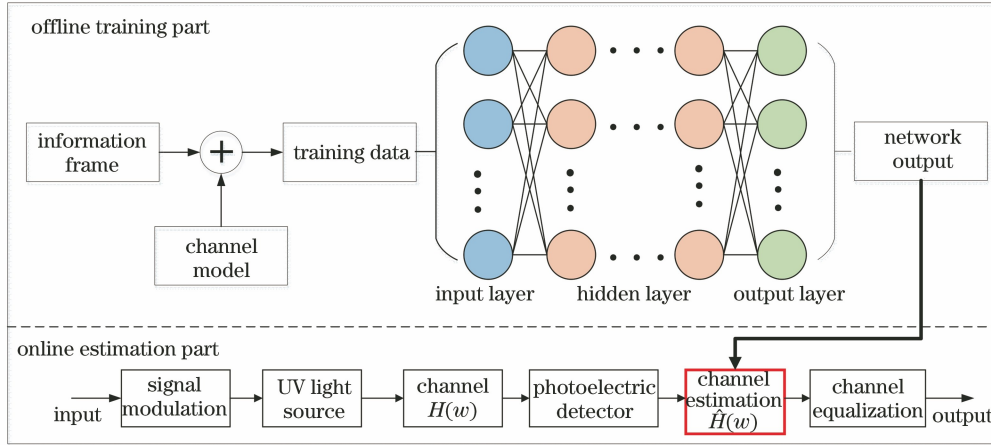 offline training part
information
frame
+
training data
channel
model
input layer
hidden layer
output layer
network
output
online estimation part
input
signal
modulation
UV light
source
channel
H(w)
photoelectric
detector
channel
estimation
Ĥ(w)
channel
equalization
output